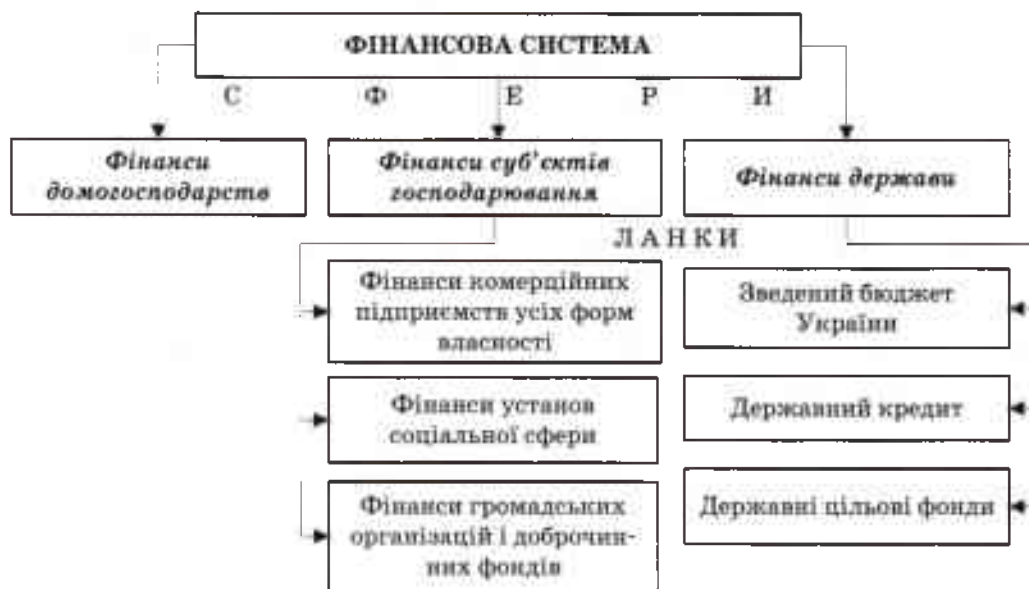 ФІНАНСОВА СИСТЕМА
С Ф Е Р И
Фінанси
домогосподарств
Фінанси суб’єктів
господарювання
Фінанси держави
ЛАНКИ
Фінанси комерційних
підприємств усіх форм
власності
Фінанси установ
соціальної сфери
Фінанси громадських
організацій і доброчин-
них фондів
Зведений бюджет
України
Державний кредит
Державні цільові фонди